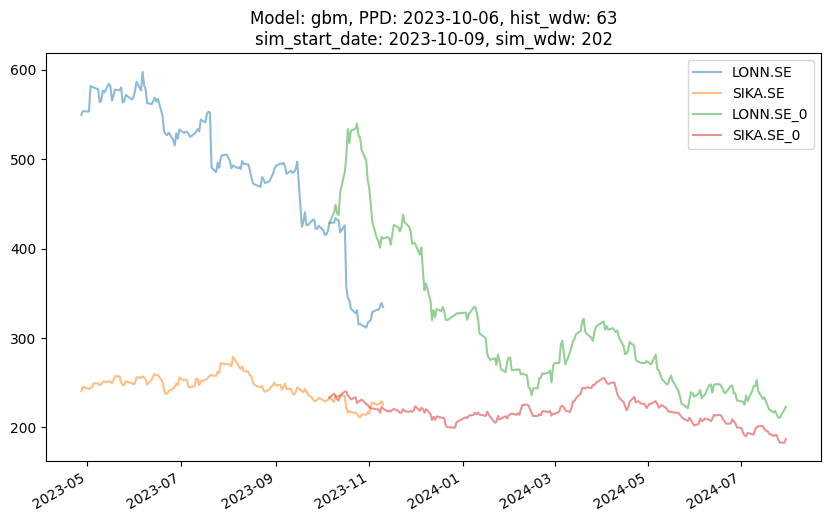 Model: gbm, PPD: 2023-10-06, hist_wdw: 63
sim_start_date: 2023-10-09, sim_wdw: 202
LONN.SE
SIKA.SE
LONN.SE_0
SIKA.SE_0
600
500
400
300
200
2023-05
2023-07
2023-09
2023-11
2024-01
2024-03
2024-05
2024-07